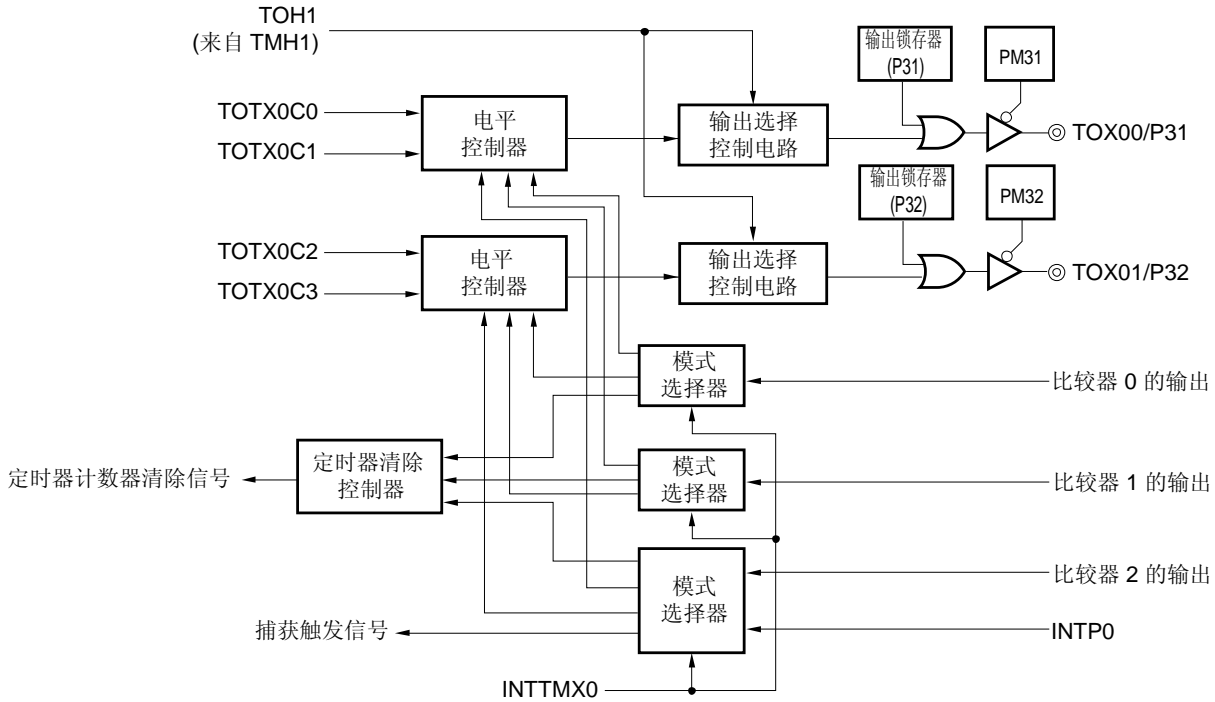 TOH1
(来自 TMH1)
输出锁存器
(P31)
PM31
TOTX0C0
TOTX0C1
电平
控制器
输出选择
控制电路
TOX00/P31
输出锁存器
(P32)
PM32
TOTX0C2
TOTX0C3
电平
控制器
输出选择
控制电路
TOX01/P32
模式
选择器
比较器 0 的输出
定时器计数器清除信号
定时器清除
控制器
模式
选择器
比较器 1 的输出
模式
选择器
比较器 2 的输出
捕获触发信号
INTP0
INTTMX0